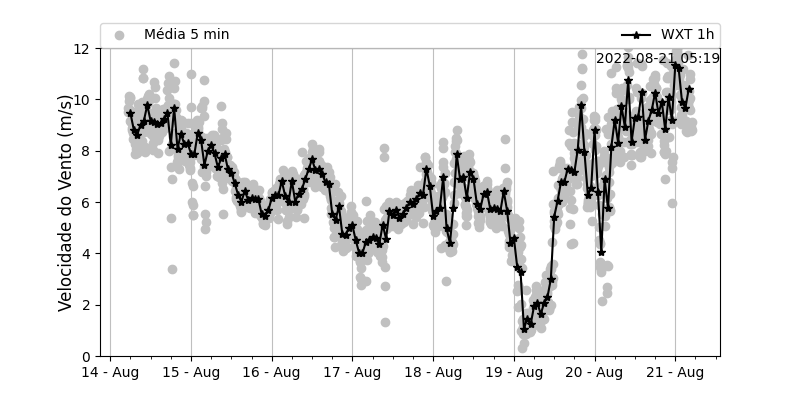 Média 5 min
WXT 1h
2022-08-21 05:19
Velocidade do Vento (m/s)
12
10
8
6
4
2
0
14 - Aug
15 - Aug
16 - Aug
17 - Aug
18 - Aug
19 - Aug
20 - Aug
21 - Aug